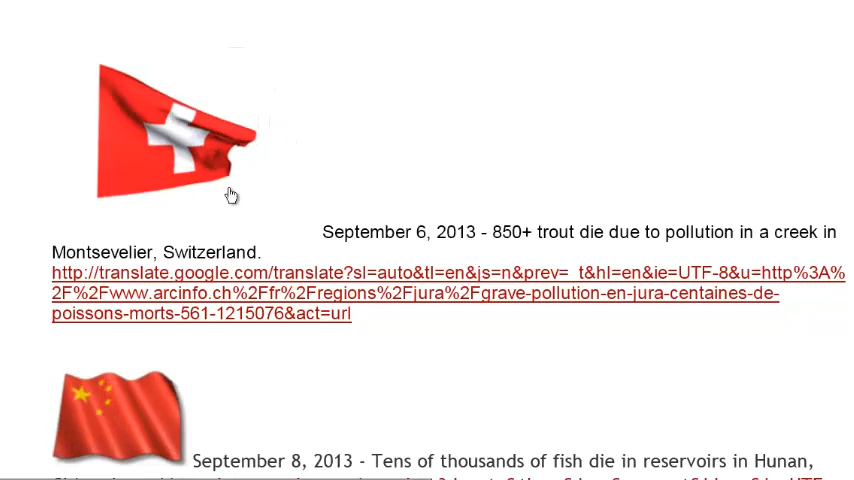 September 6, 2013 - 850+ trout die due to pollution in a creek in
Montsevelier, Switzerland.
http://translate.google.com/translate?sl=auto&tl=en&js=n&prev=_t&hl=en&ie=UTF-8&u=http%3A%
2F%2Fwww.arcinfo.ch%2Ffr%2Fregions%2Fjura%2Fgrave-pollution-en-jura-centaines-de-
poissons-morts-561-1215076&act=url
September 8, 2013 - Tens of thousands of fish die in reservoirs in Hunan,